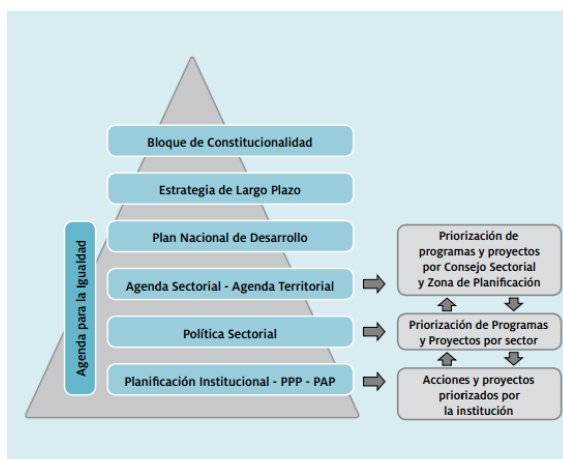 Bloque de Constitucionalidad
Estrategia de Largo Plazo
Plan Nacional de Desarrollo
Agenda Sectorial - Agenda Territorial
Política Sectorial
Planificación Institucional - PPP - PAP
Agenda para la Igualdad
Priorización de
programas y proyectos
por Consejo Sectorial
y Zona de Planificación
Priorización de Programas
y Proyectos por sector
Acciones y proyectos
priorizados por
la institución